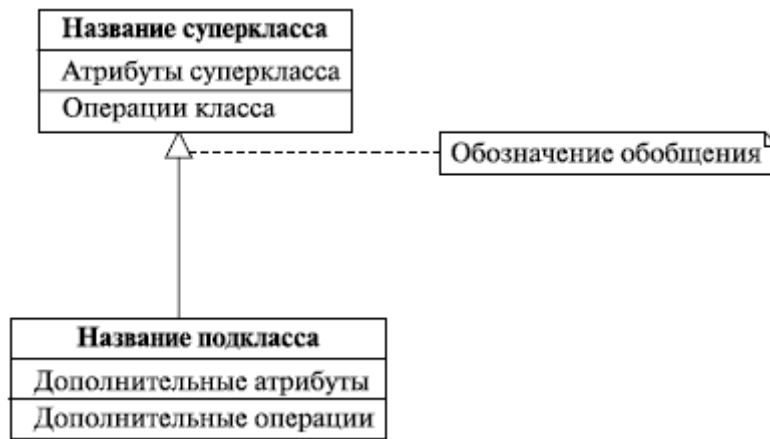 Название суперкласса
Атрибуты суперкласса
Операции класса
Обозначение обобщения
Название подкласса
Дополнительные атрибуты
Дополнительные операции